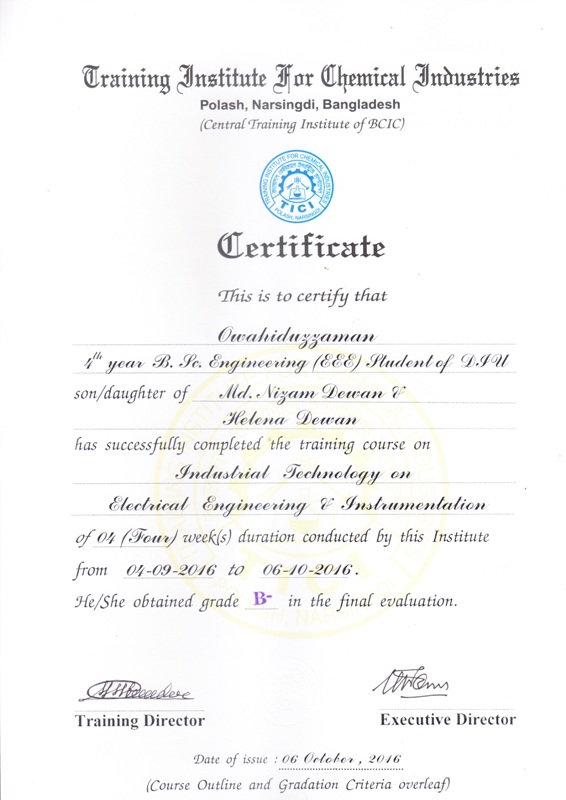 Training Institute For Chemical Industries
Polash, Narsingdi, Bangladesh
(Central Training Institute of BCIC)
TRAINING INSTITUTE FOR CHEMICAL INDUSTRIES
TICI
POLASH, NARSINGDI
Certificate
This is to certify that
Owahiduzzaman
4th year B. Sc. Engineering (EEE) Student of DIU
son/daughter of Md. Nizam Dewan &
Helena Dewan
has successfully completed the training course on
Industrial Technology on
Electrical Engineering & Instrumentation
of 04 (Four) week(s) duration conducted by this Institute
from 04-09-2016 to 06-10-2016.
He/She obtained grade B- in the final evaluation.
Training Director
Executive Director
Date of issue : 06 October, 2016
(Course Outline and Gradation Criteria overleaf)